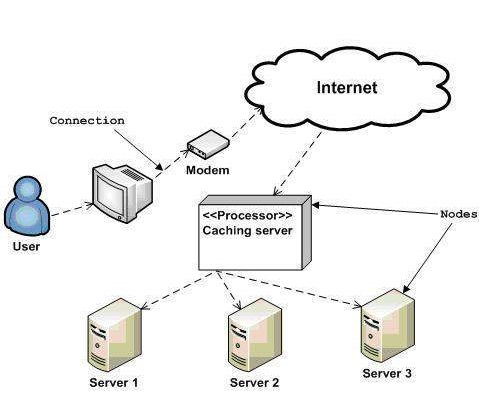 Internet
Connection
Modem
<<Processor>>
Caching server
Nodes
User
Server 1
Server 2
Server 3